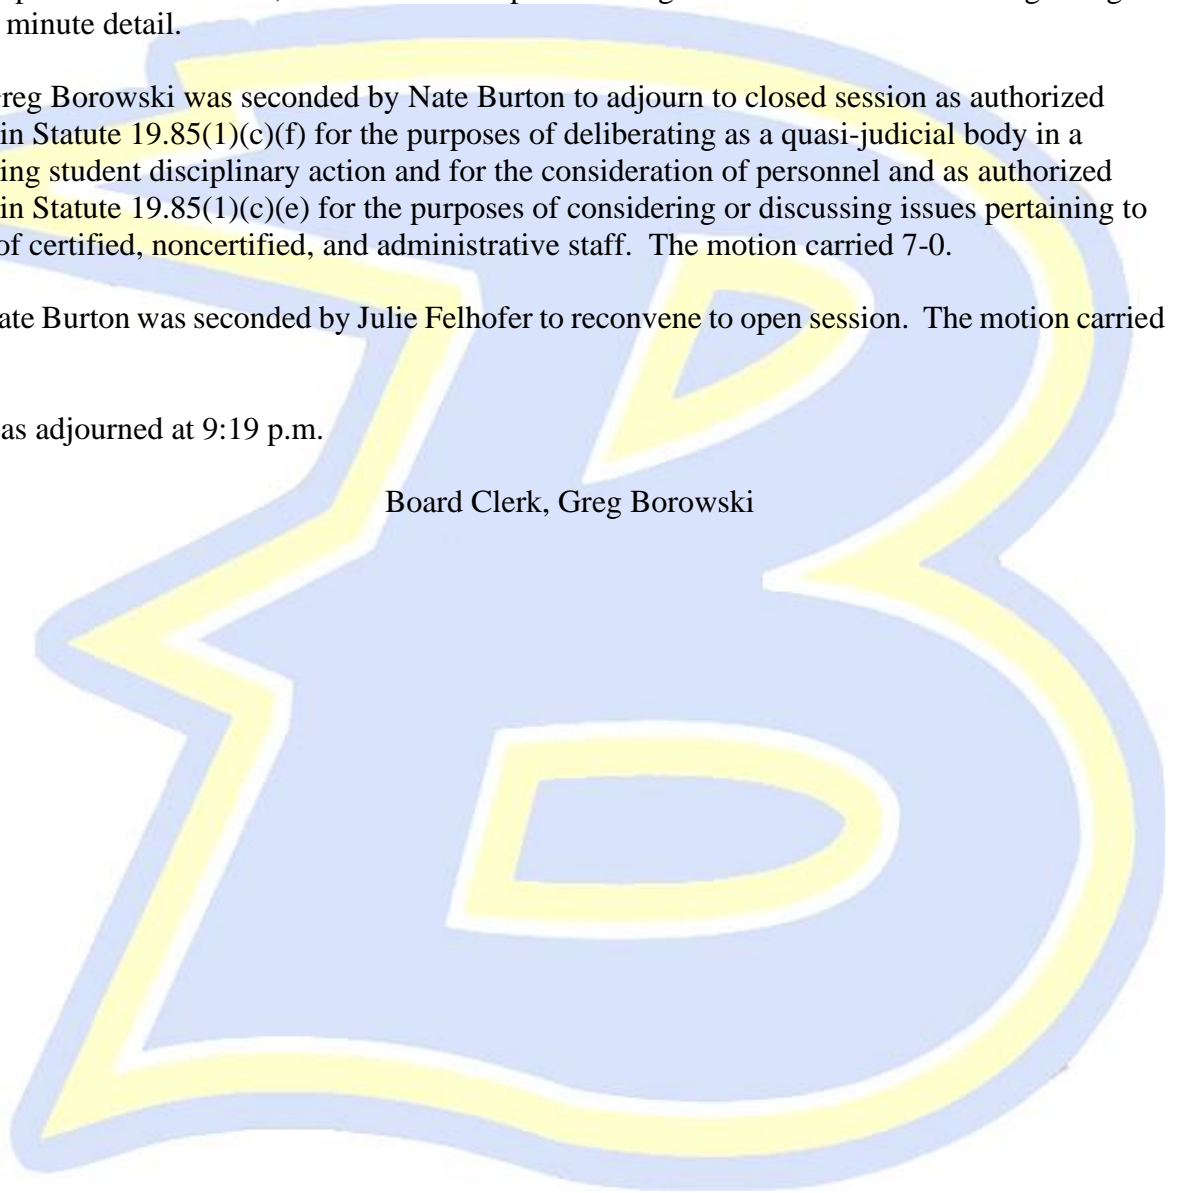 minute detail.
reg Borowski was seconded by Nate Burton to adjourn to closed session as authorized
in Statute 19.85(1)(c)(f) for the purposes of deliberating as a quasi-judicial body in a
ing student disciplinary action and for the consideration of personnel and as authorized
in Statute 19.85(1)(c)(e) for the purposes of considering or discussing issues pertaining to
of certified, noncertified, and administrative staff.  The motion carried 7-0.
ate Burton was seconded by Julie Felhofer to reconvene to open session.  The motion carried
as adjourned at 9:19 p.m.
Board Clerk, Greg Borowski
B